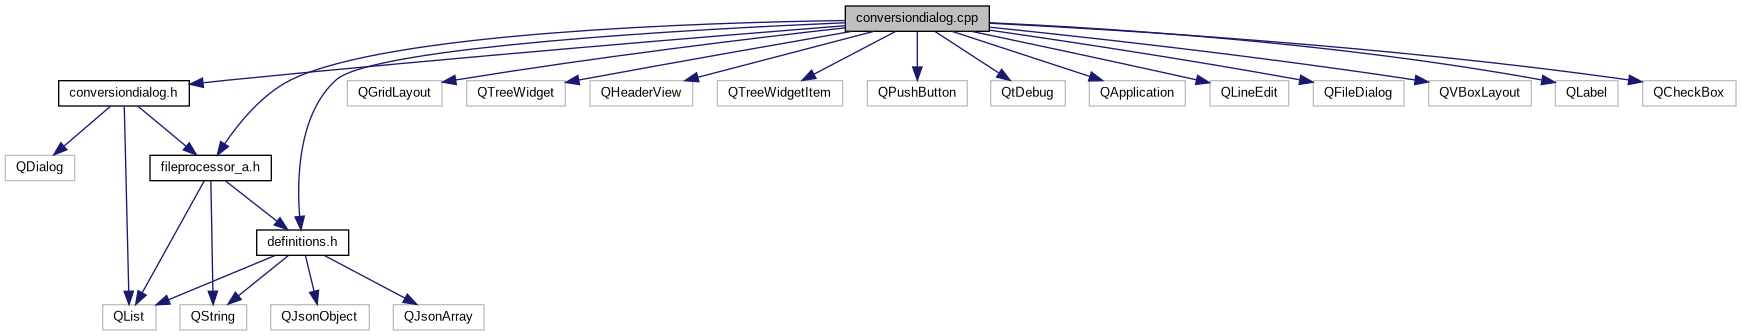 conversiondialog.cpp
conversiondialog.h
QGridLayout
QTreeWidget
QHeaderView
QTreeWidgetItem
QPushButton
QtDebug
QApplication
QLineEdit
QFileDialog
QVBoxLayout
QLabel
QCheckBox
QDialog
fileprocessor_a.h
definitions.h
QList
QString
QJsonObject
QJsonArray